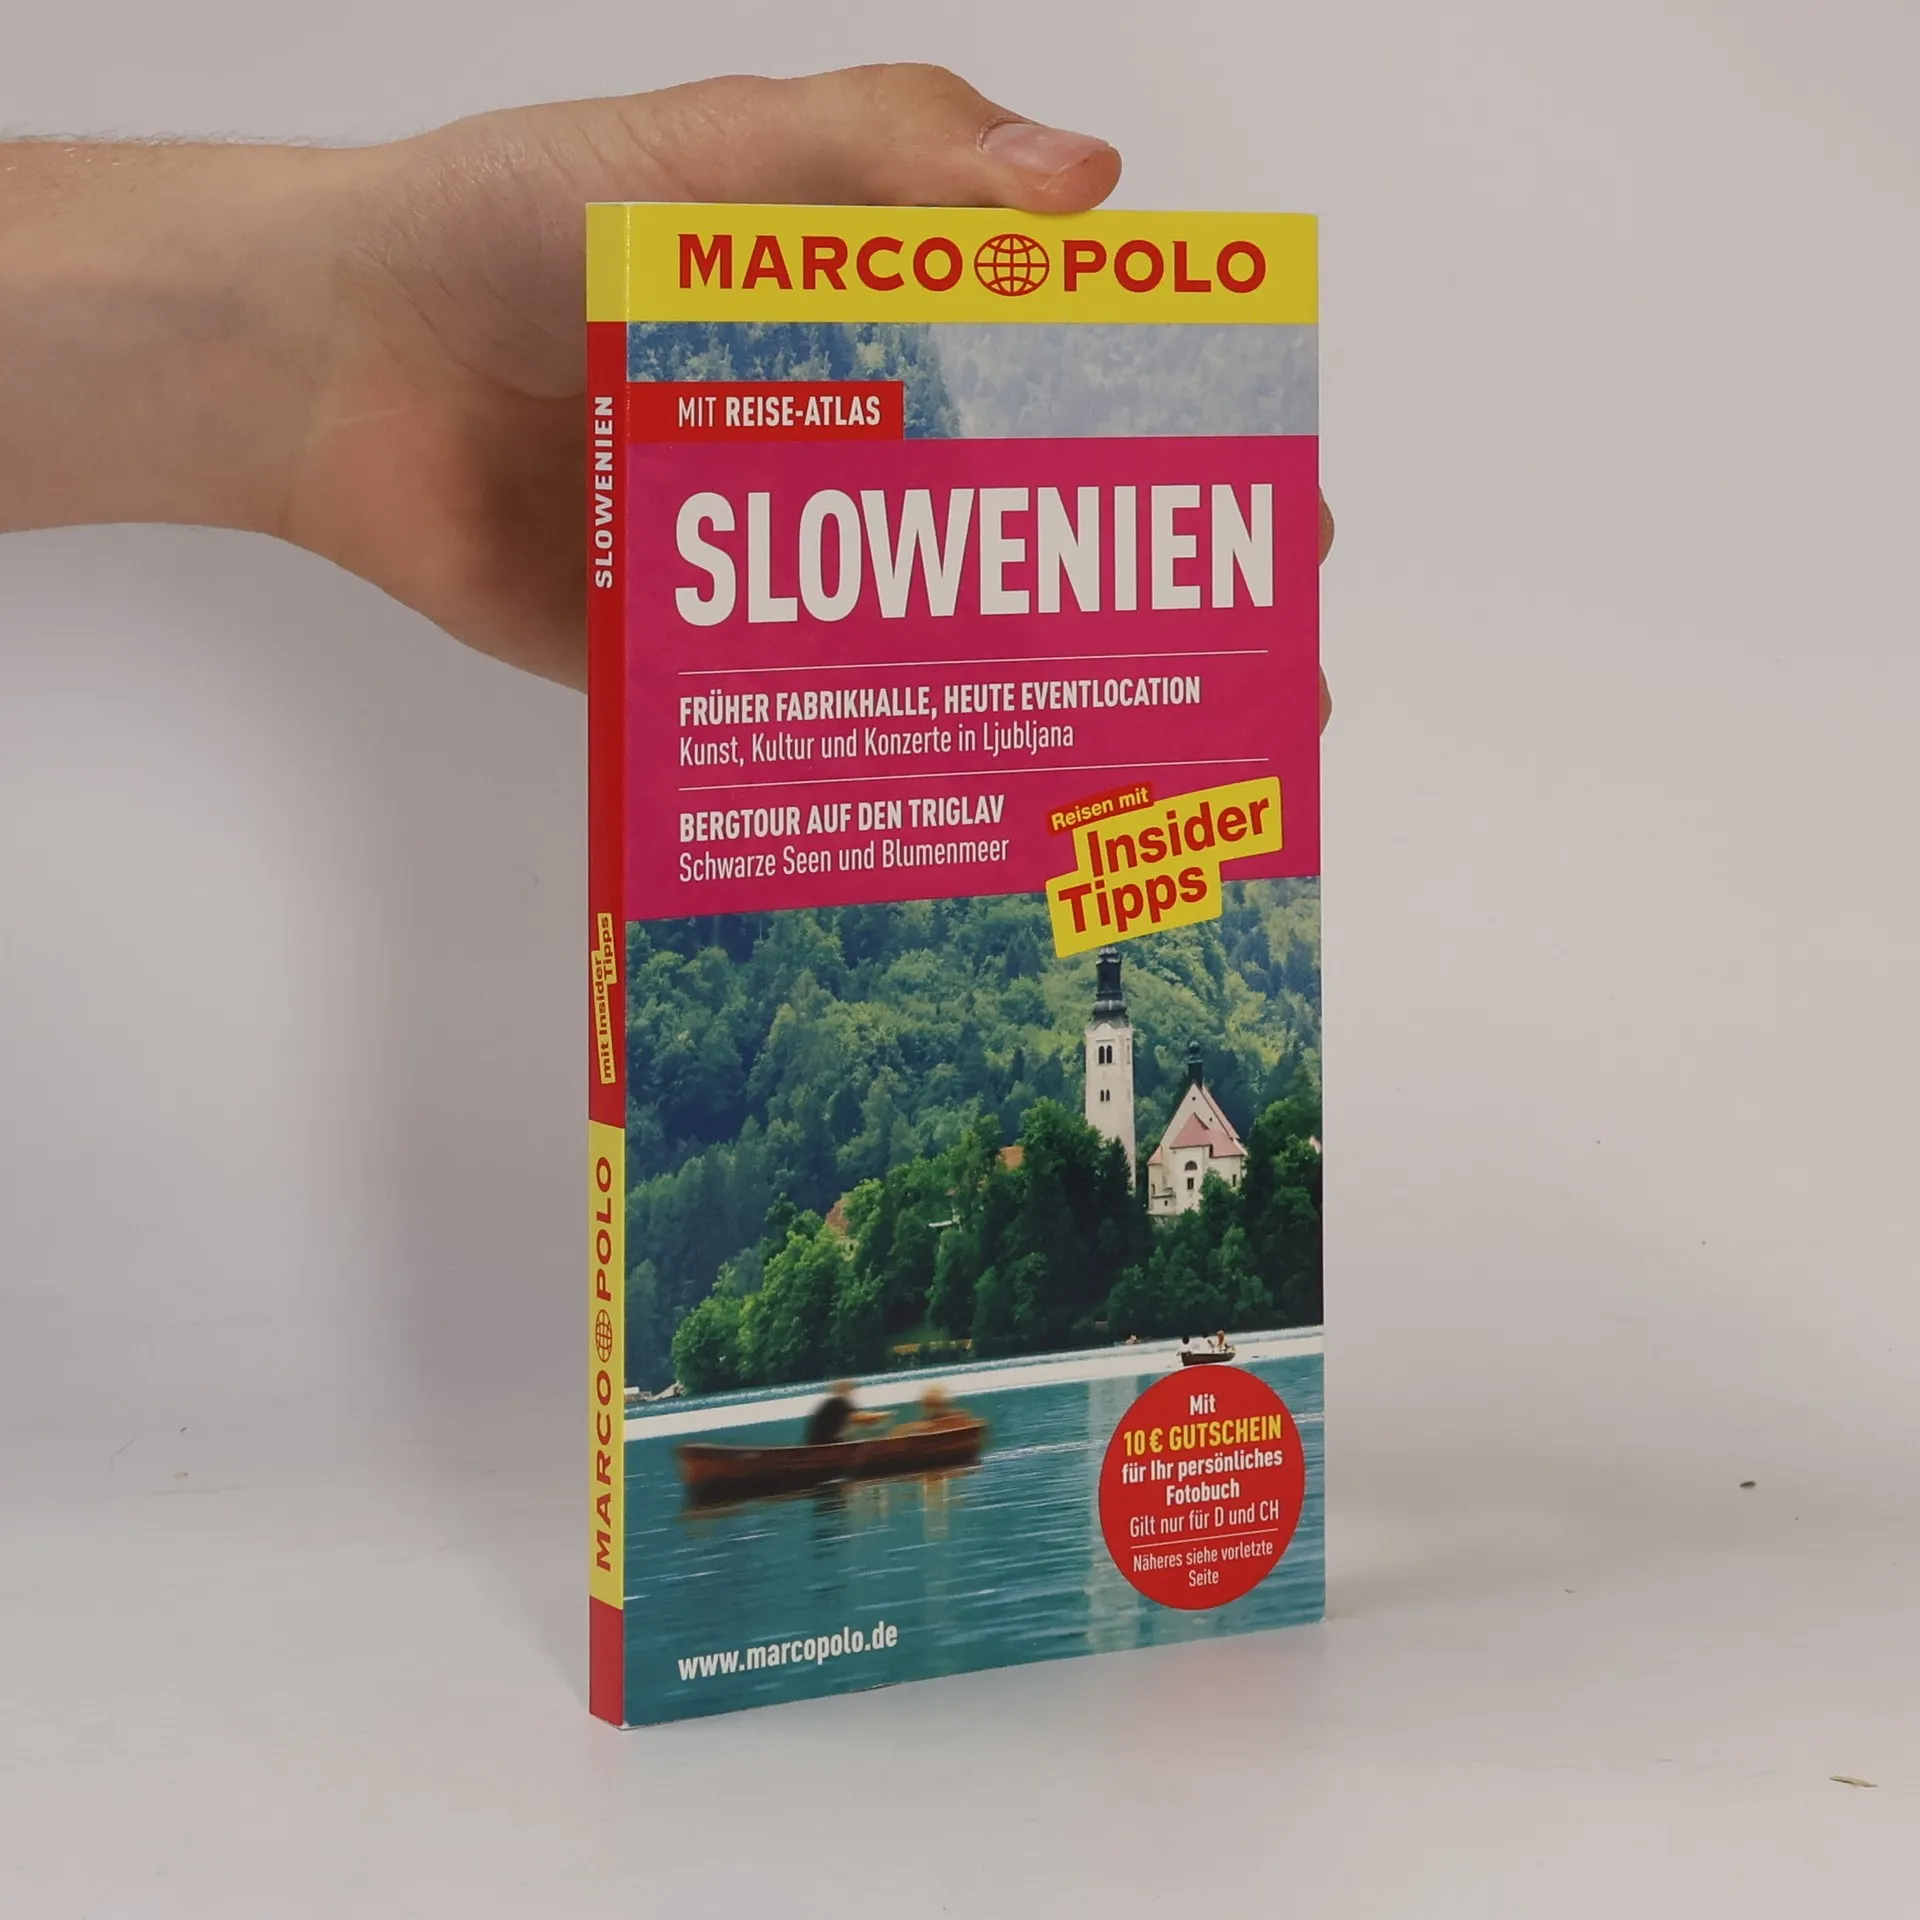 MARCO POLO
MIT REISE-ATLAS
SLOWENIEN
FRÜHER FABRIKHALLE, HEUTE EVENTLOCATION
Kunst, Kultur und Konzerte in Ljubljana
BERGTOUR AUF DEN TRIGLAV
Schwarze Seen und Blumenmeer
Reisen mit
Insider
Tipps
Mit
10 € GUTSCHEIN
für Ihr persönliches
Fotobuch
Gilt nur für D und CH
Näheres siehe vorletzte
Seite
www.marcopolo.de
SLOWENIEN
mit Insider
Tipps
MARCO POLO